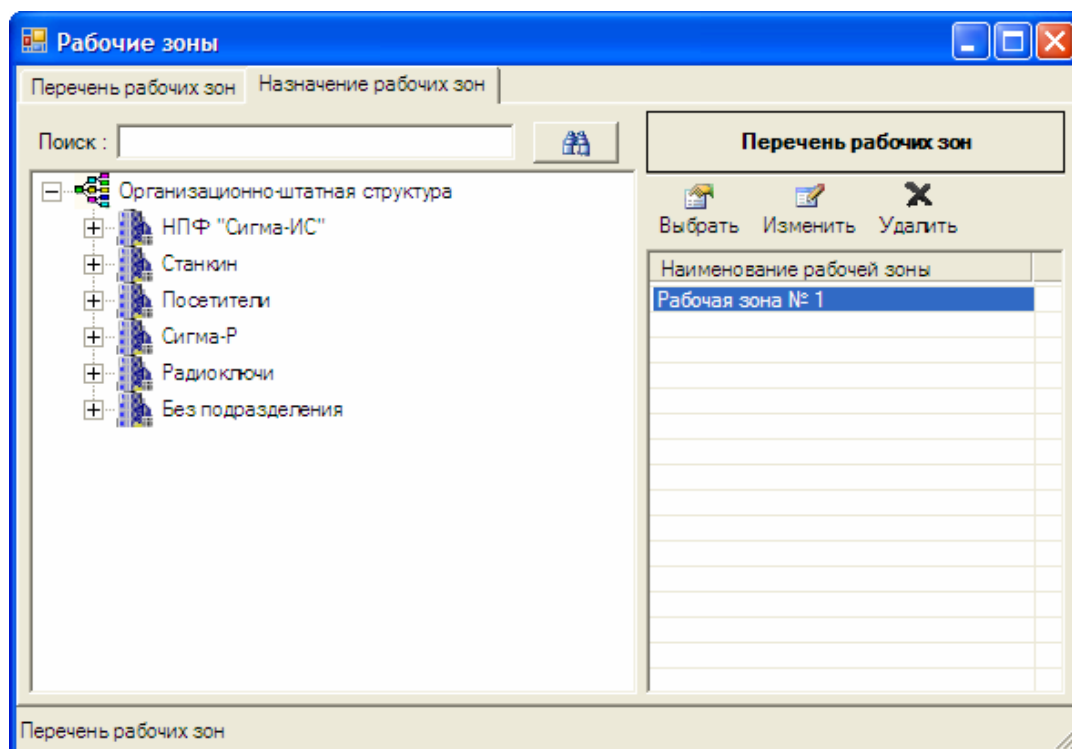 Рабочие зоны
Перечень рабочих зон
Назначение рабочих зон
Поиск :
Организационно-штатная структура
НПФ "Сигма-ИС"
Станкин
Посетители
Сигма-Р
Радиоключи
Без подразделения
Перечень рабочих зон
Выбрать Изменить Удалить
Наименование рабочей зоны
Рабочая зона № 1
Перечень рабочих зон